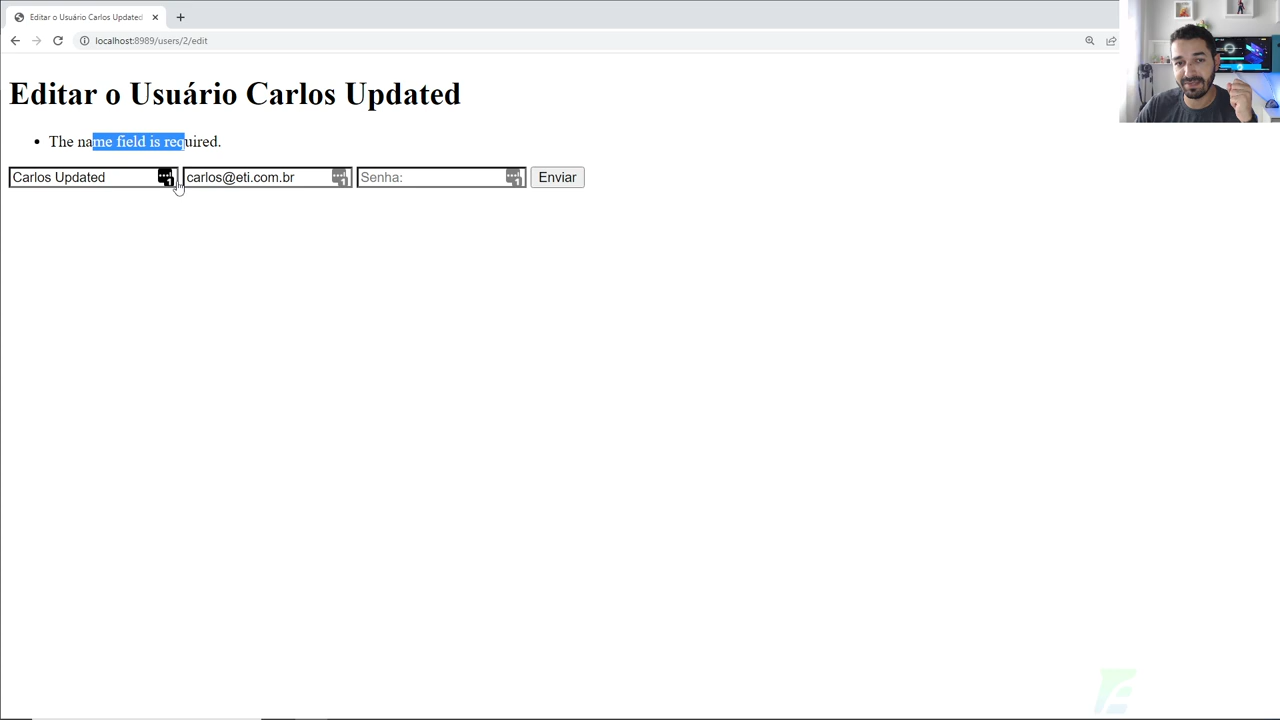 Editar o Usuário Carlos Updated
localhost:8989/users/2/edit
Editar o Usuário Carlos Updated
The name field is required.
Carlos Updated carlos@eti.com.br Senha: Enviar